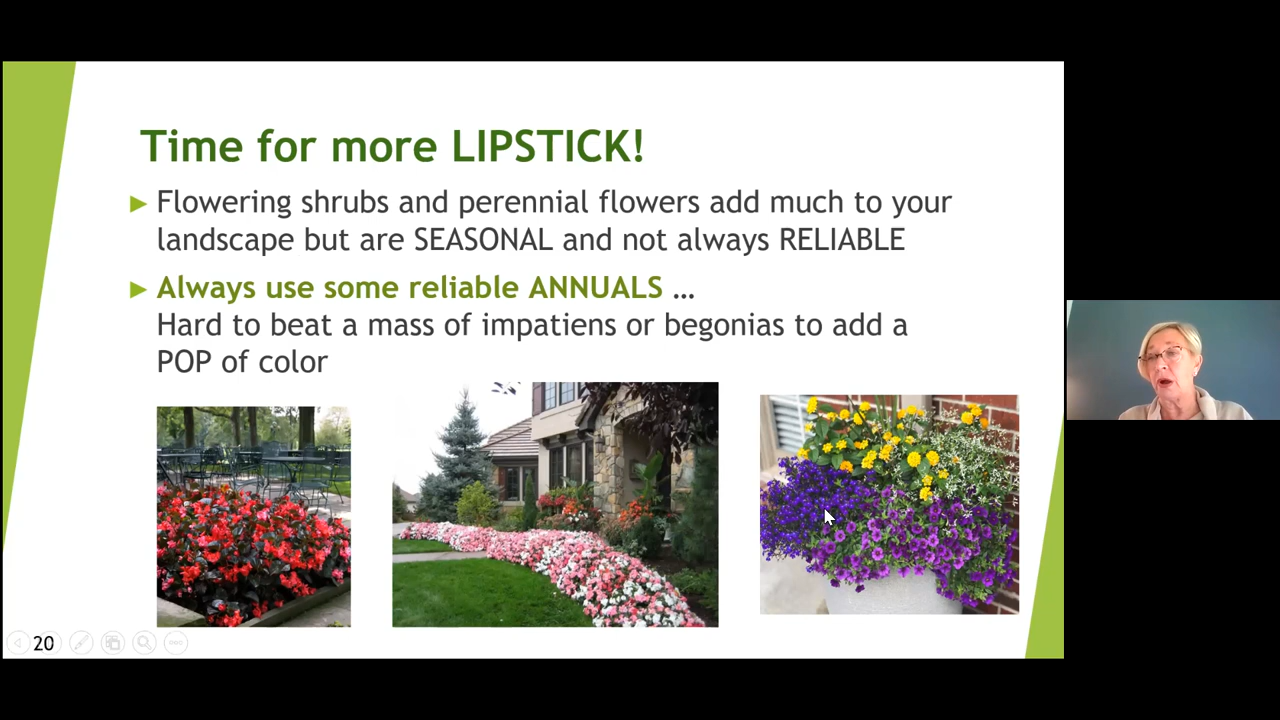 Time for more LIPSTICK!
Flowering shrubs and perennial flowers add much to your
landscape but are SEASONAL and not always RELIABLE
Always use some reliable ANNUALS …
Hard to beat a mass of impatiens or begonias to add a
POP of color
20